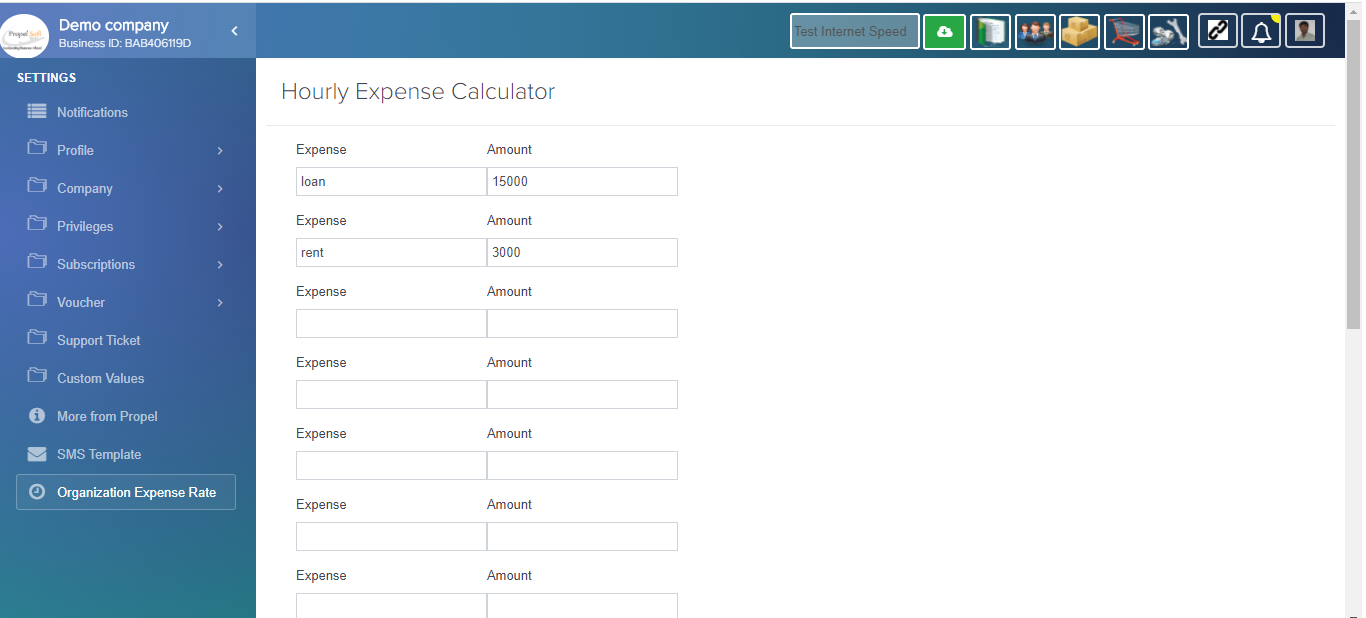 Propel Soft
Demo company
Business ID: BAB406119D
Test Internet Speed
SETTINGS
Notifications
Profile
Company
Privileges
Subscriptions
Voucher
Support Ticket
Custom Values
More from Propel
SMS Template
Organization Expense Rate
Hourly Expense Calculator
Expense Amount
loan 15000
Expense Amount
rent 3000
Expense Amount
Expense Amount
Expense Amount
Expense Amount
Expense Amount